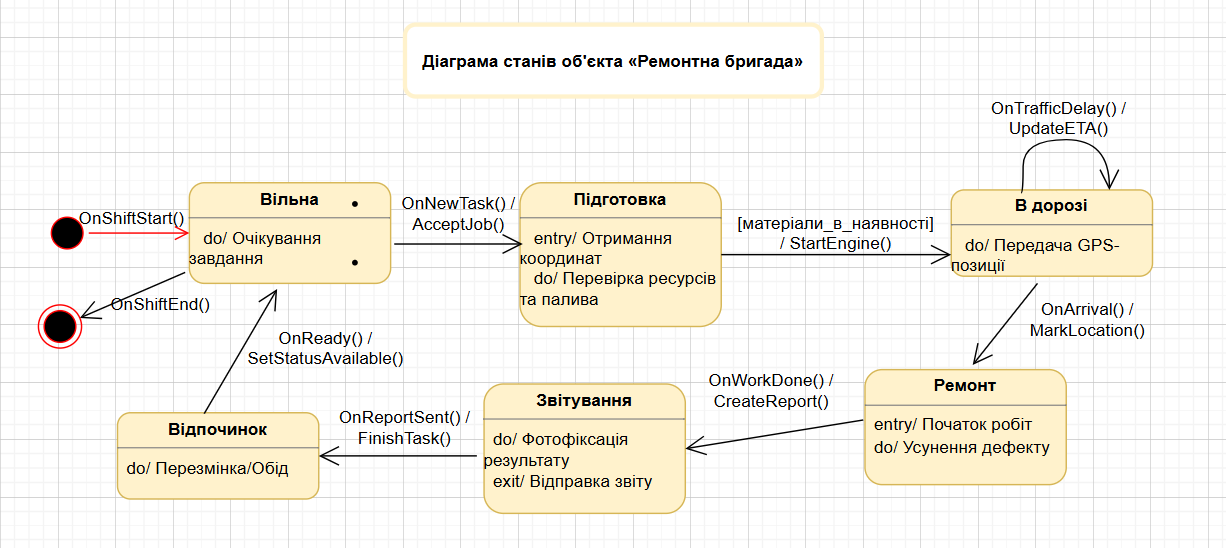 Діаграма станів об'єкта «Ремонтна бригада»
OnTrafficDelay() /
UpdateETA()
OnShiftStart()
Вільна
do/ Очікування
завдання
OnNewTask() /
AcceptJob()
Підготовка
entry/ Отримання
координат
do/ Перевірка ресурсів
та палива
[матеріали_в_наявності]
/ StartEngine()
В дорозі
do/ Передача GPS-
позиції
OnShiftEnd()
OnArrival() /
MarkLocation()
OnReady() /
SetStatusAvailable()
Ремонт
entry/ Початок робіт
do/ Усунення дефекту
OnWorkDone() /
CreateReport()
Звітування
do/ Фотофіксація
результату
exit/ Відправка звіту
OnReportSent() /
FinishTask()
Відпочинок
do/ Перезмінка/Обід